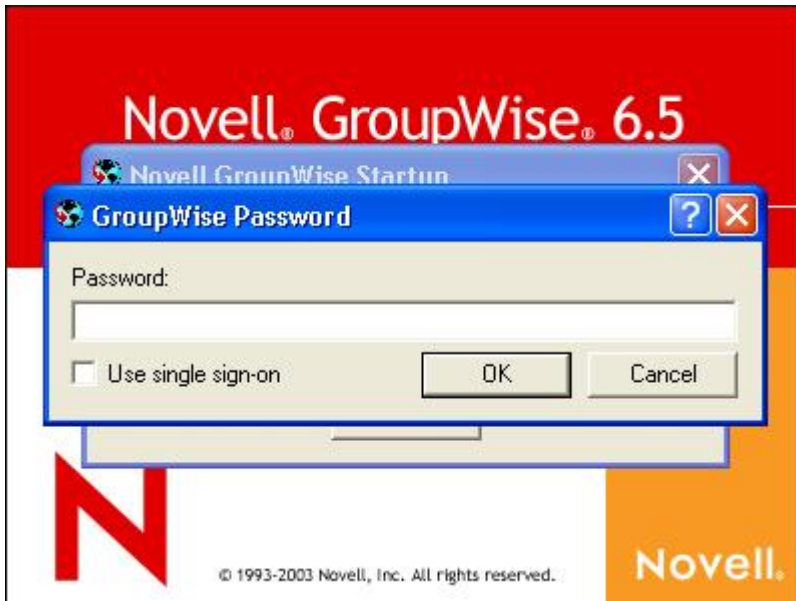 Novell® GroupWise® 6.5
Novell GroupWise Startup
GroupWise Password
Password:
Use single sign-on
OK
Cancel
© 1993-2003 Novell, Inc. All rights reserved.
Novell®